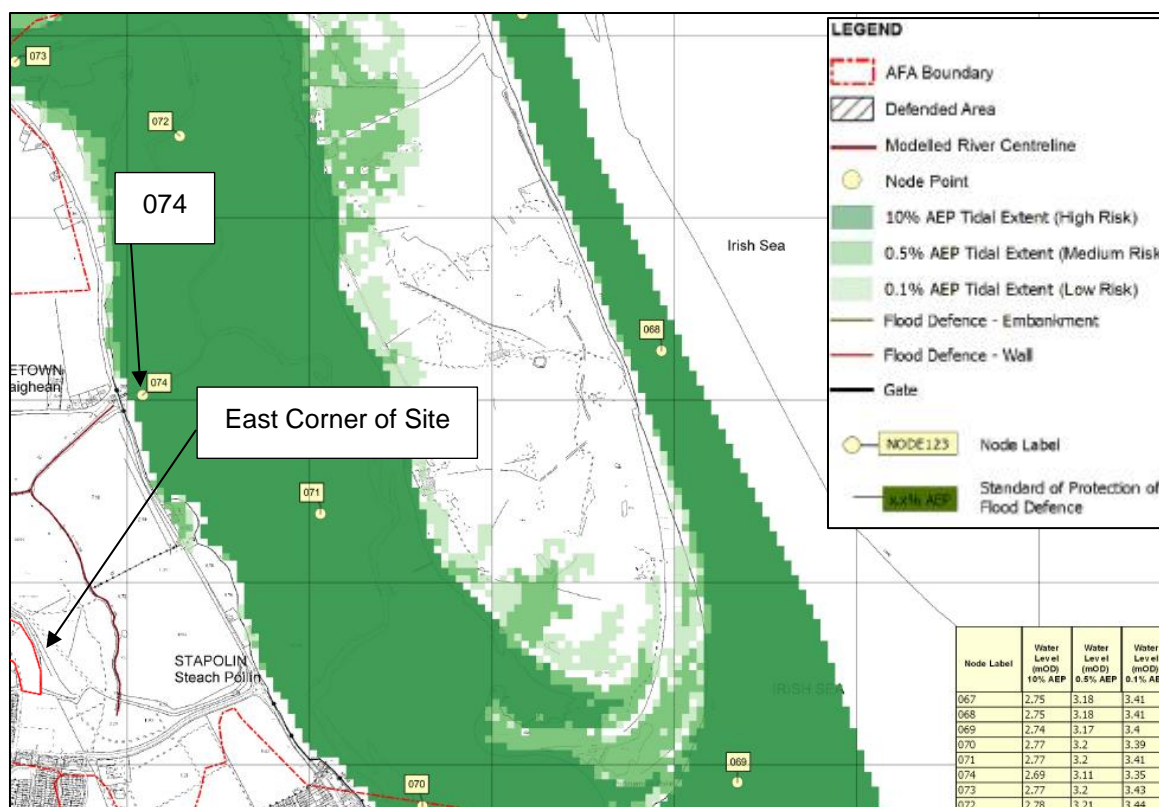 073
072
074
074
071
068
070
069
Irish Sea
ETOWN
aighean
East Corner of Site
STAPOLIN
Steach Pollin
IRISH SEA
LEGEND
AFA Boundary
Defended Area
Modelled River Centreline
Node Point
10% AEP Tidal Extent (High Risk)
0.5% AEP Tidal Extent (Medium Risk
0.1% AEP Tidal Extent (Low Risk)
Flood Defence - Embankment
Flood Defence - Wall
Gate
NODE123 Node Label
x.x% AEP Standard of Protection of
Flood Defence
Node Label Water Level (mOD) 10% AEP Water Level (mOD) 0.5% AEP Water Level (mOD) 0.1% AE
067 2.75 3.18 3.41
068 2.75 3.18 3.41
069 2.74 3.17 3.4
070 2.77 3.2 3.39
071 2.77 3.2 3.41
074 2.69 3.11 3.35
073 2.77 3.2 3.43
072 2.78 3.21 3.44